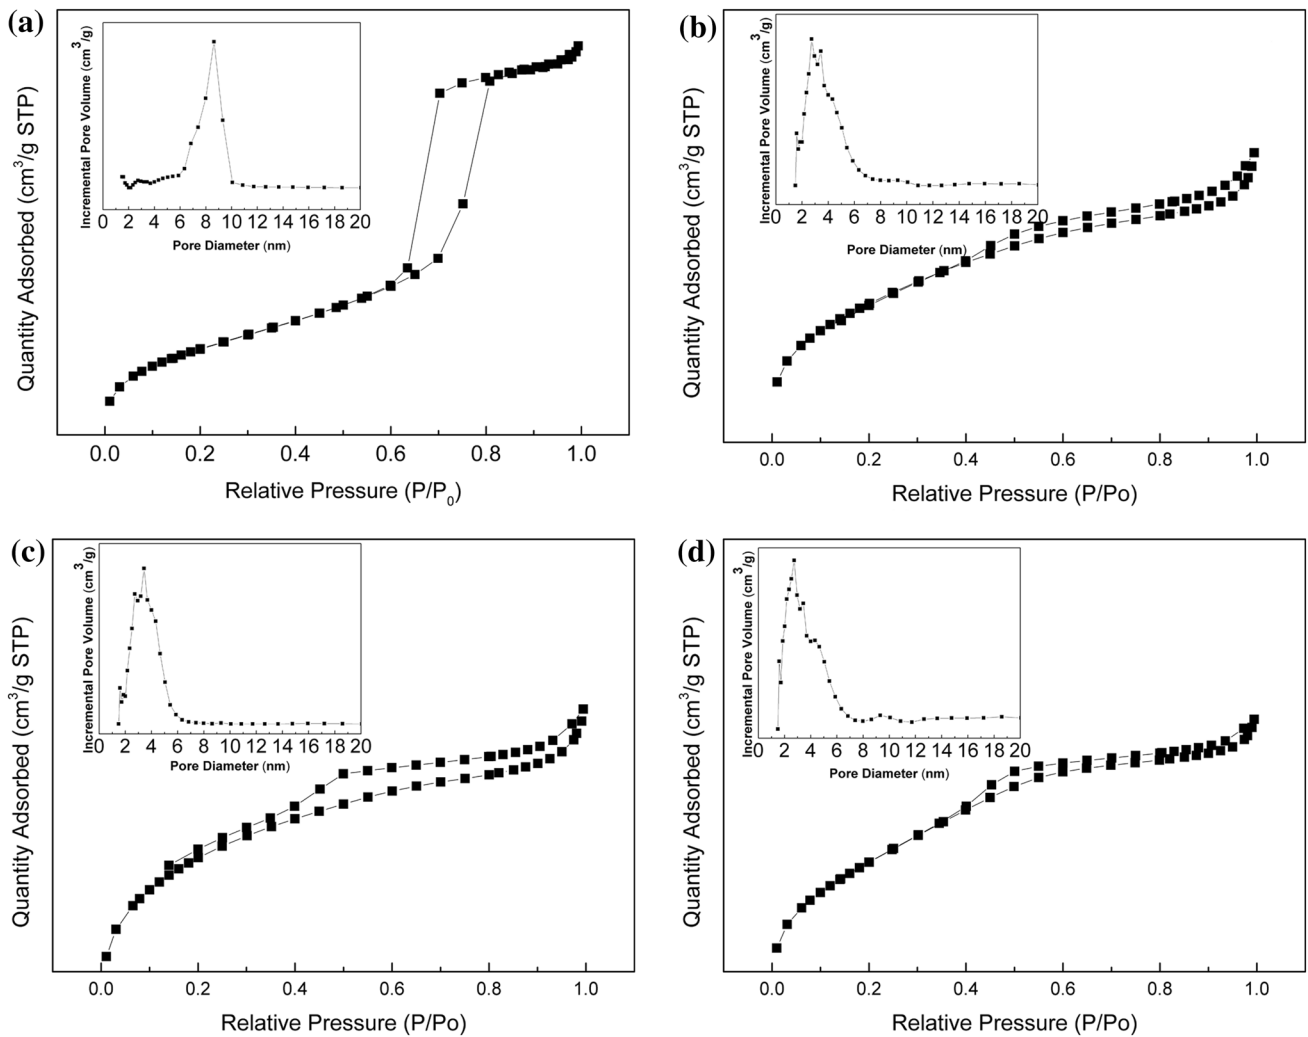 (a)
Incremental Pore Volume (cm³/g)
0 2 4 6 8 10 12 14 16 18 20
Pore Diameter (nm)
Quantity Adsorbed (cm³/g STP)
0.0 0.2 0.4 0.6 0.8 1.0
Relative Pressure (P/P₀)
(b)
Incremental Pore Volume (cm³/g)
0 2 4 6 8 10 12 14 16 18 20
Pore Diameter (nm)
Quantity Adsorbed (cm³/g STP)
0.0 0.2 0.4 0.6 0.8 1.0
Relative Pressure (P/Po)
(c)
Incremental Pore Volume (cm³/g)
0 2 4 6 8 10 12 14 16 18 20
Pore Diameter (nm)
Quantity Adsorbed (cm³/g STP)
0.0 0.2 0.4 0.6 0.8 1.0
Relative Pressure (P/Po)
(d)
Incremental Pore Volume (cm³/g)
0 2 4 6 8 10 12 14 16 18 20
Pore Diameter (nm)
Quantity Adsorbed (cm³/g STP)
0.0 0.2 0.4 0.6 0.8 1.0
Relative Pressure (P/Po)